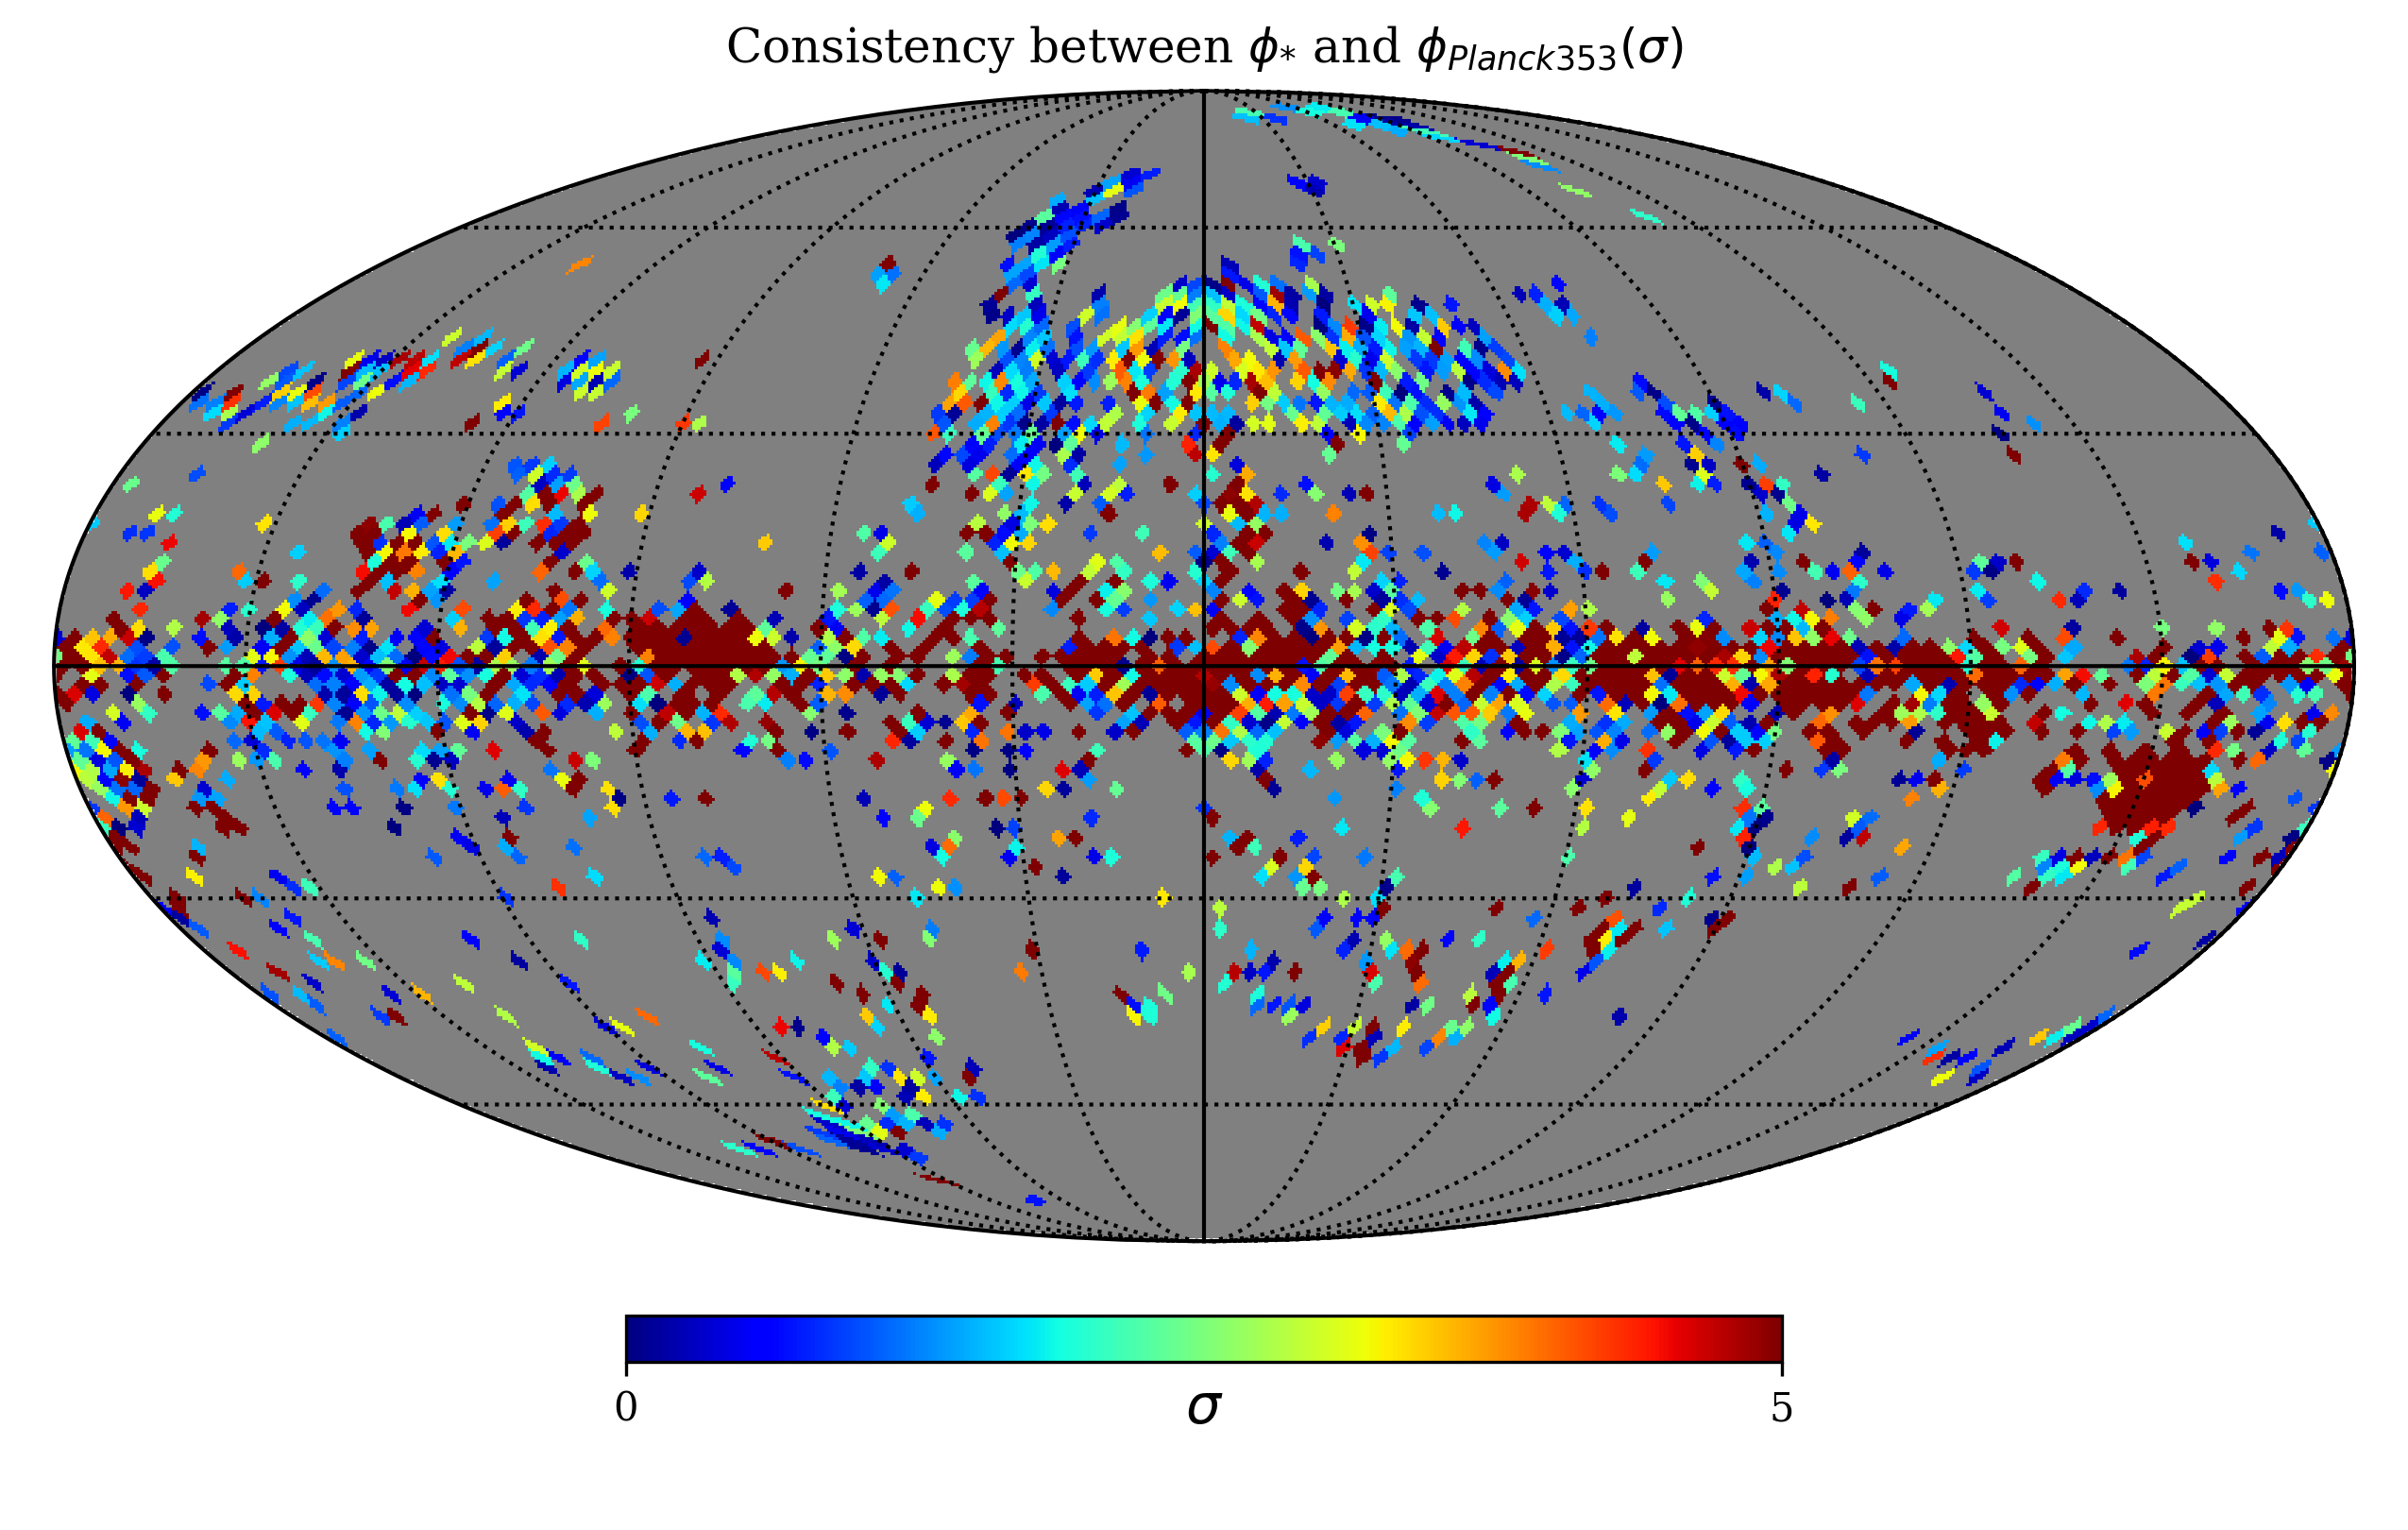 Consistency between ϕ* and ϕPlanck353(σ)
0 σ 5